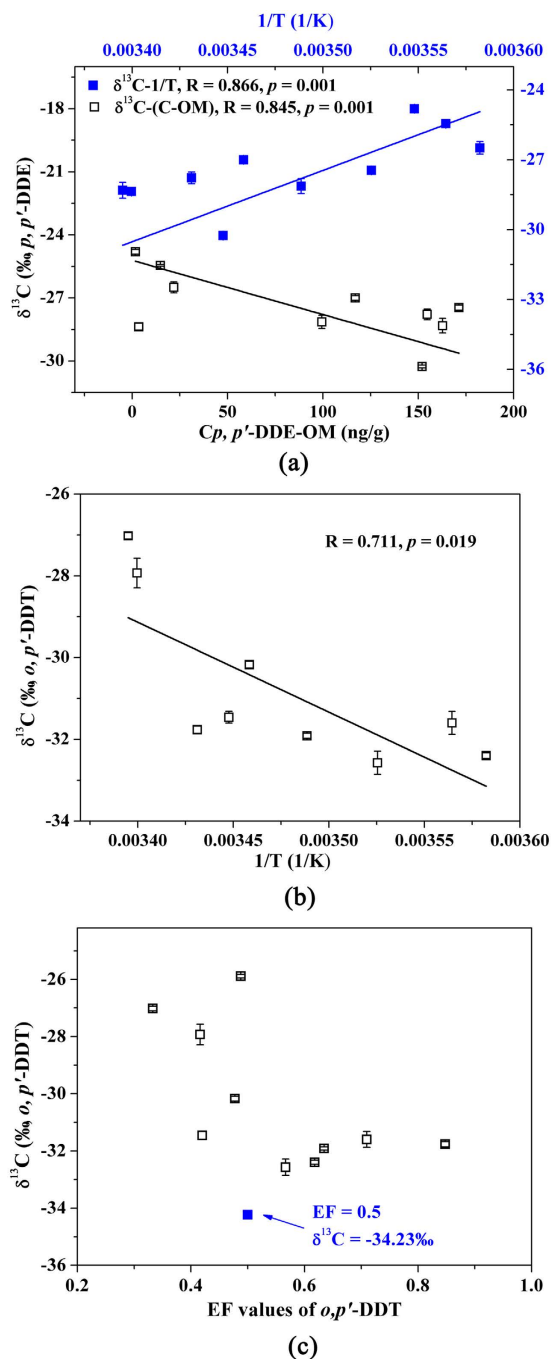 1/T (1/K)
0.00340 0.00345 0.00350 0.00355 0.00360
δ¹³C-1/T, R = 0.866, p = 0.001
δ¹³C-(C-OM), R = 0.845, p = 0.001
-18
-21
-24
-27
-30
-24
-27
-30
-33
-36
δ¹³C (‰, p, p'-DDE)
0 50 100 150 200
Cp, p'-DDE-OM (ng/g)
(a)
-26
-28
-30
-32
-34
R = 0.711, p = 0.019
δ¹³C (‰, o, p'-DDT)
0.00340 0.00345 0.00350 0.00355 0.00360
1/T (1/K)
(b)
-26
-28
-30
-32
-34
-36
δ¹³C (‰, o, p'-DDT)
EF = 0.5
δ¹³C = -34.23‰
0.2 0.4 0.6 0.8 1.0
EF values of o,p'-DDT
(c)